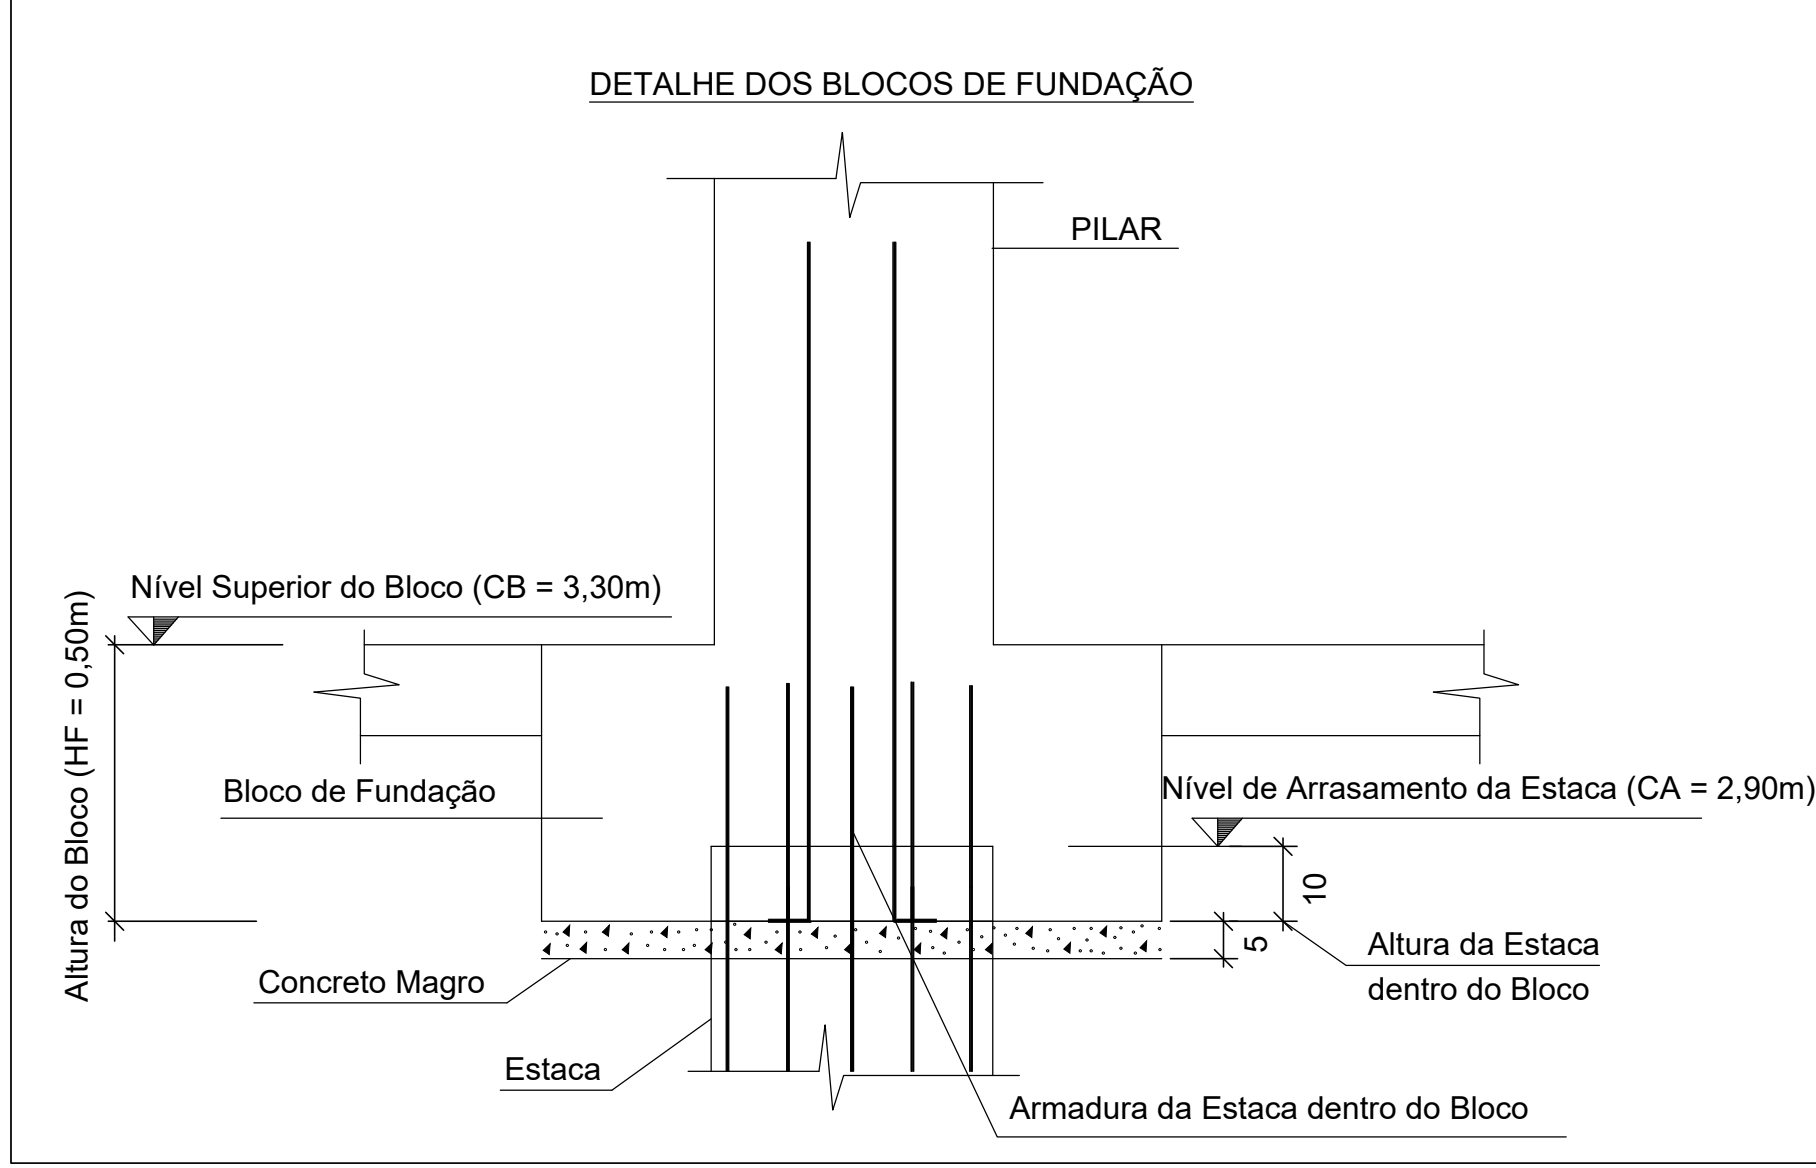 DETALHE DOS BLOCOS DE FUNDAÇÃO
PILAR
Nível Superior do Bloco (CB = 3,30m)
Altura do Bloco (HF = 0,50m)
Bloco de Fundação
Nível de Arrasamento da Estaca (CA = 2,90m)
10
5
Altura da Estaca
dentro do Bloco
Concreto Magro
Estaca
Armadura da Estaca dentro do Bloco